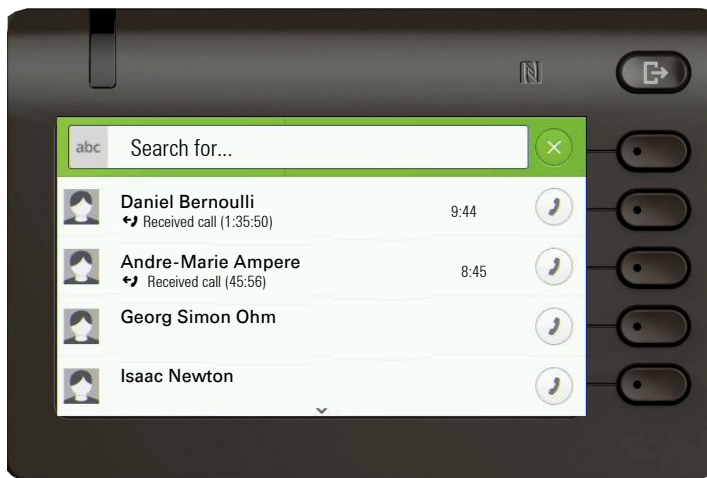 abc
Search for...
Daniel Bernoulli
Received call (1:35:50)
9:44
Andre-Marie Ampere
Received call (45:56)
8:45
Georg Simon Ohm
Isaac Newton